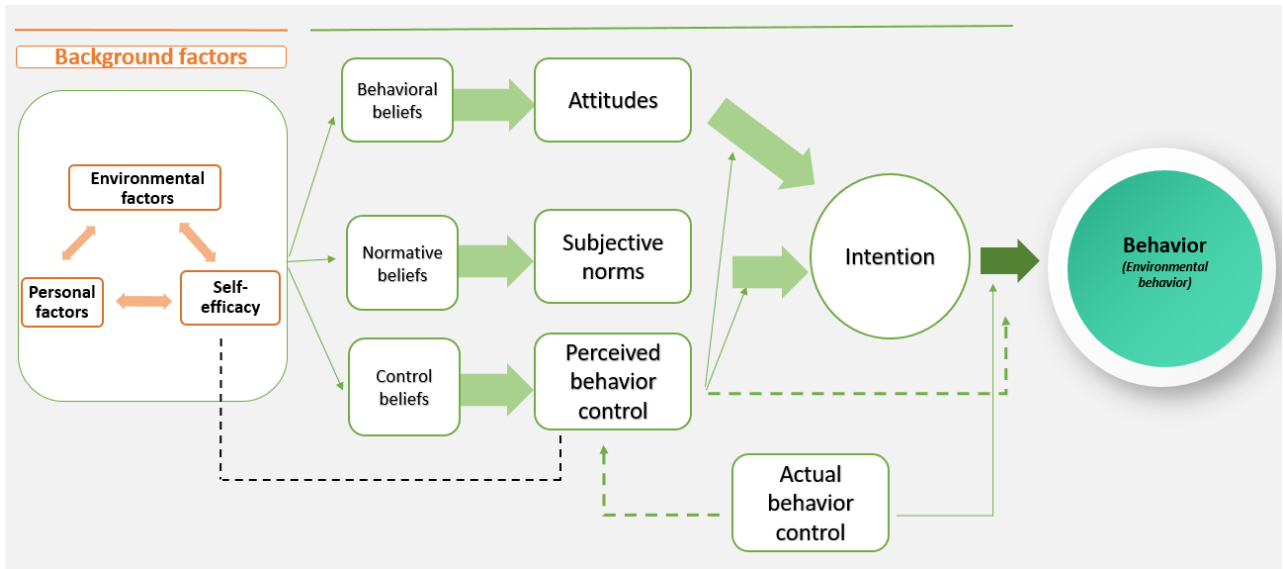 Background factors
Environmental
factors
Personal
factors
Self-
efficacy
Behavioral
beliefs
Attitudes
Normative
beliefs
Subjective
norms
Control
beliefs
Perceived
behavior
control
Intention
Actual
behavior
control
Behavior
(Environmental
behavior)